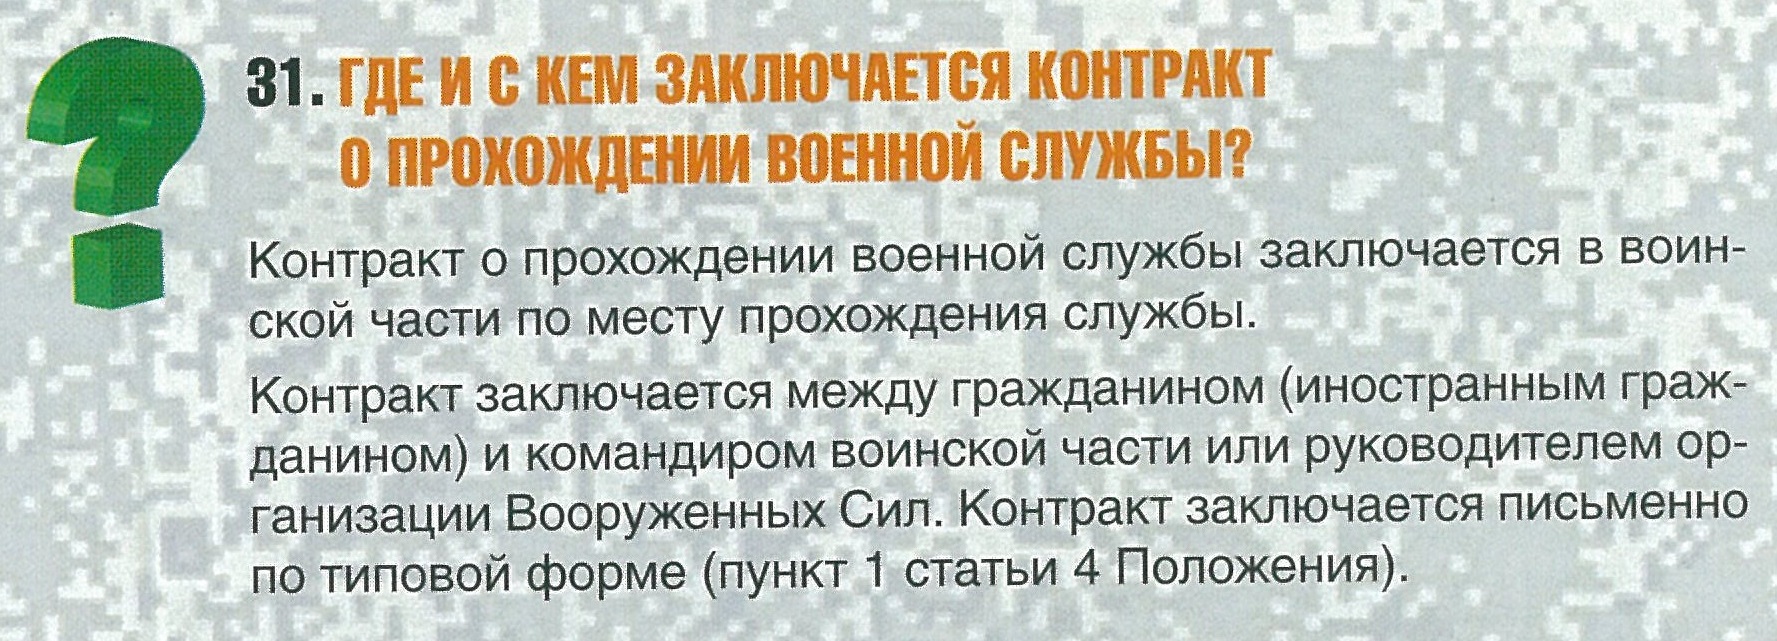 31. ГДЕ И С КЕМ ЗАКЛЮЧАЕТСЯ КОНТРАКТ
О ПРОХОЖДЕНИИ ВОЕННОЙ СЛУЖБЫ?
Контракт о прохождении военной службы заключается в воин-
ской части по месту прохождения службы.
Контракт заключается между гражданином (иностранным граж-
данином) и командиром воинской части или руководителем ор-
ганизации Вооруженных Сил. Контракт заключается письменно
по типовой форме (пункт 1 статьи 4 Положения).